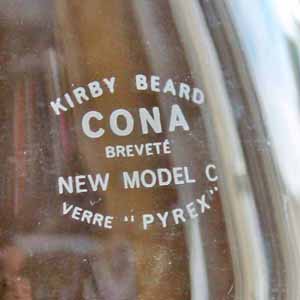 KIRBY BEARD
CONA
BREVETÉ
NEW MODEL C
VERRE "PYREX"